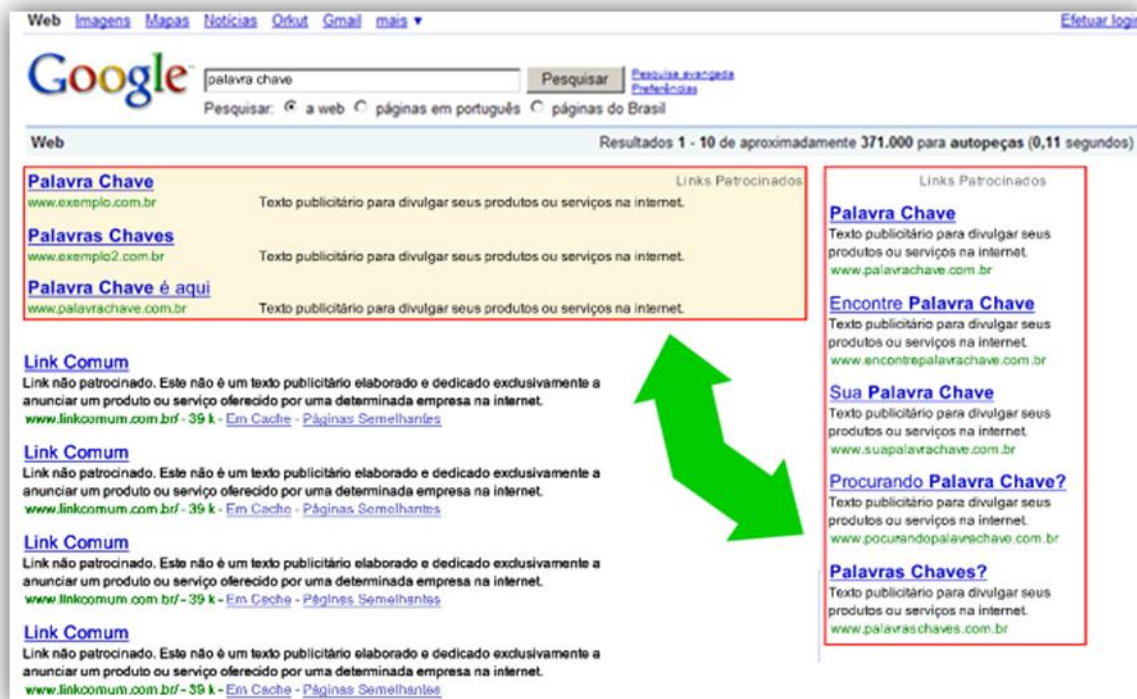 Web Imagens Mapas Notícias Orkut Gmail mais ▼ Efetuar login
Google palavra chave Pesquisar Pesquisa avançada
Preferências
Pesquisar: a web páginas em português páginas do Brasil
Web Resultados 1 - 10 de aproximadamente 371.000 para autopeças (0,11 segundos)
Palavra Chave Links Patrocinados
www.exemplo.com.br Texto publicitário para divulgar seus produtos ou serviços na internet.
Palavras Chaves
www.exemplo2.com.br Texto publicitário para divulgar seus produtos ou serviços na internet.
Palavra Chave é aqui
www.palavrachave.com.br Texto publicitário para divulgar seus produtos ou serviços na internet.
Link Comum
Link não patrocinado. Este não é um texto publicitário elaborado e dedicado exclusivamente a
anunciar um produto ou serviço oferecido por uma determinada empresa na internet.
www.linkcomum.com.br/ - 39 k - Em Cache - Páginas Semelhantes
Link Comum
Link não patrocinado. Este não é um texto publicitário elaborado e dedicado exclusivamente a
anunciar um produto ou serviço oferecido por uma determinada empresa na internet.
www.linkcomum.com.br/ - 39 k - Em Cache - Páginas Semelhantes
Link Comum
Link não patrocinado. Este não é um texto publicitário elaborado e dedicado exclusivamente a
anunciar um produto ou serviço oferecido por uma determinada empresa na internet.
www.linkcomum.com.br/ - 39 k - Em Cache - Páginas Semelhantes
Link Comum
Link não patrocinado. Este não é um texto publicitário elaborado e dedicado exclusivamente a
anunciar um produto ou serviço oferecido por uma determinada empresa na internet.
www.linkcomum.com.br/ - 39 k - Em Cache - Páginas Semelhantes
Links Patrocinados
Palavra Chave
Texto publicitário para divulgar seus
produtos ou serviços na internet.
www.palavrachave.com.br
Encontre Palavra Chave
Texto publicitário para divulgar seus
produtos ou serviços na internet.
www.encontrepalavrachave.com.br
Sua Palavra Chave
Texto publicitário para divulgar seus
produtos ou serviços na internet.
www.suapalavrachave.com.br
Procurando Palavra Chave?
Texto publicitário para divulgar seus
produtos ou serviços na internet.
www.pocurandopalavrachave.com.br
Palavras Chaves?
Texto publicitário para divulgar seus
produtos ou serviços na internet.
www.palavraschaves.com.br